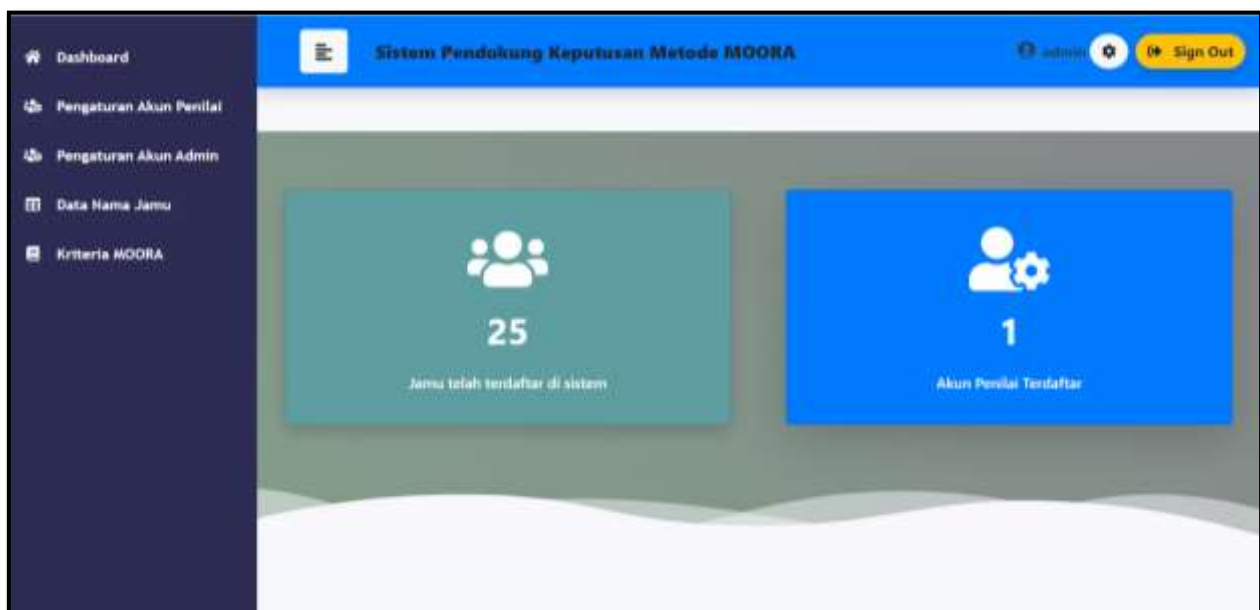 Dashboard
Pengaturan Akun Penilai
Pengaturan Akun Admin
Data Nama Jamu
Kriteria MOORA
Sistem Pendukung Keputusan Metode MOORA
admin
Sign Out
25
Jamu telah terdaftar di sistem
1
Akun Penilai Terdaftar